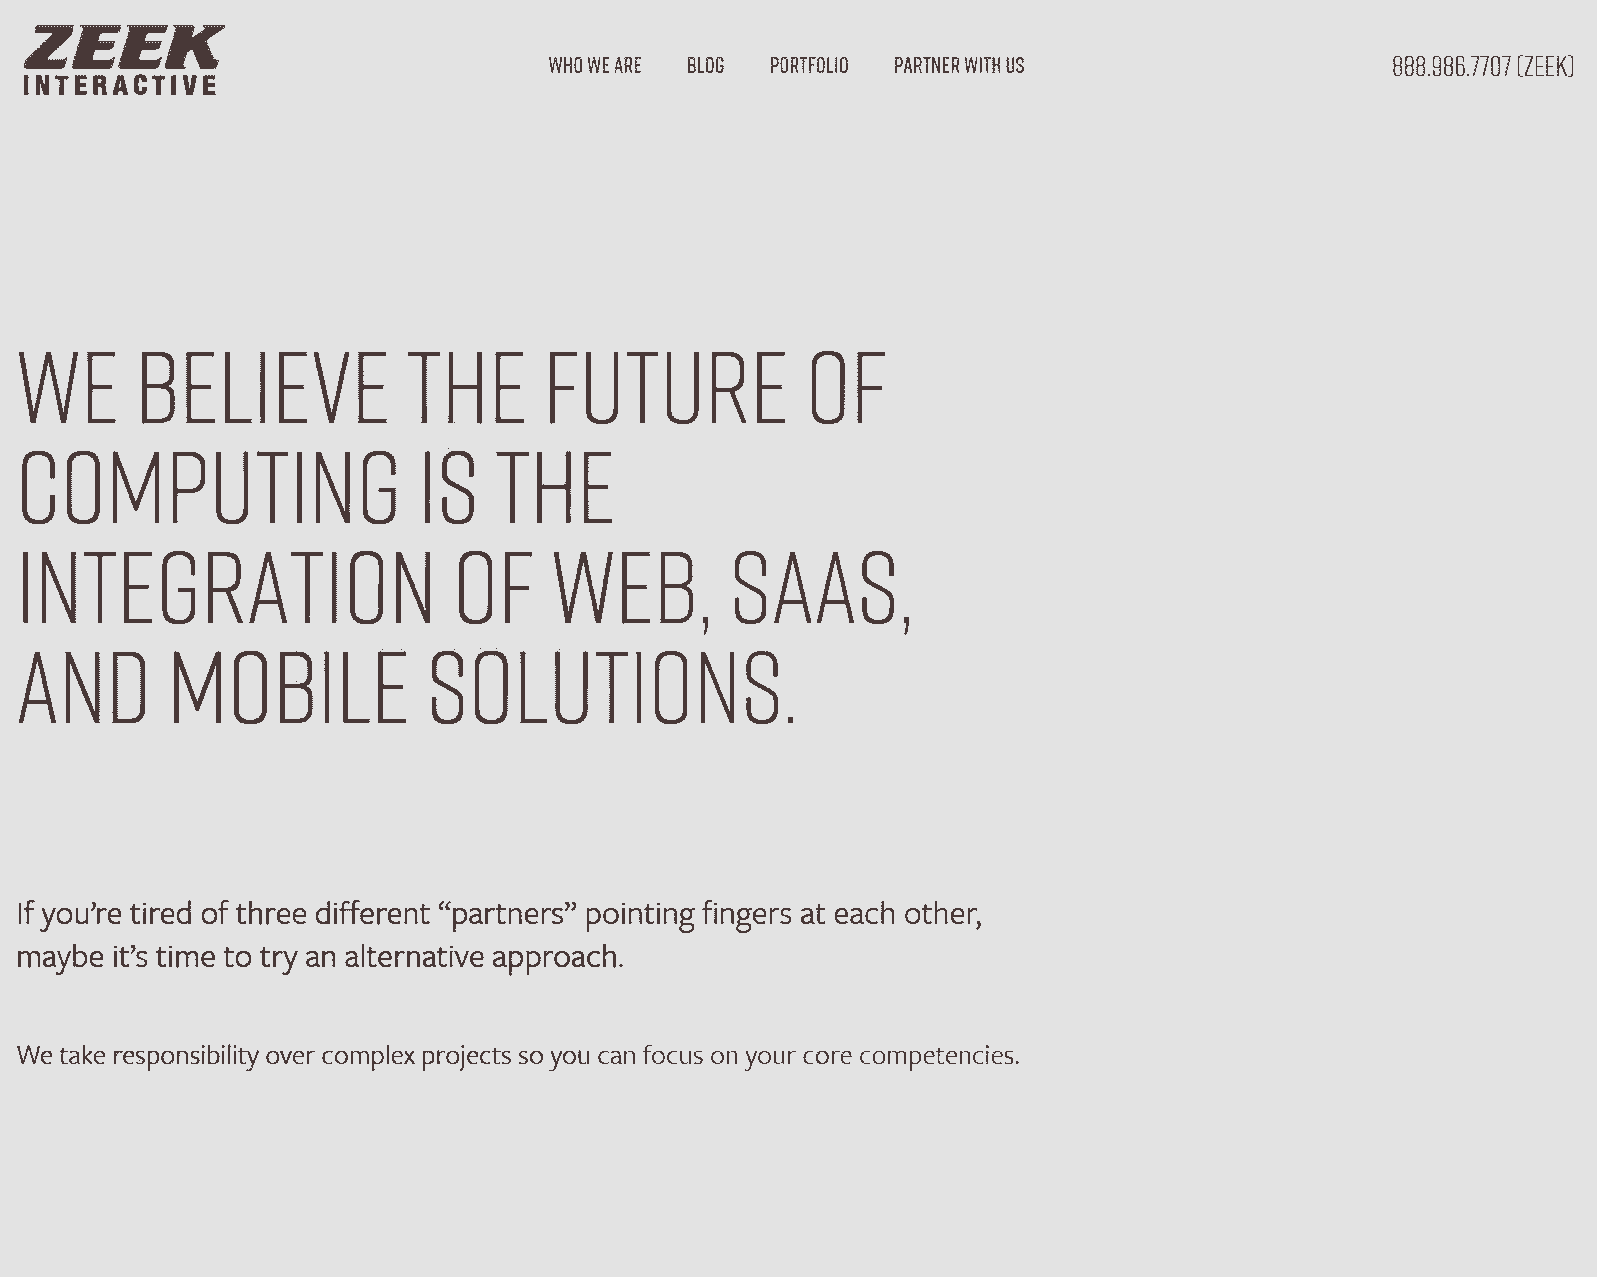 ZEEK
INTERACTIVE
WHO WE ARE
BLOG
PORTFOLIO
PARTNER WITH US
888.986.7707 (ZEEK)
WE BELIEVE THE FUTURE OF
COMPUTING IS THE
INTEGRATION OF WEB, SAAS,
AND MOBILE SOLUTIONS.
If you’re tired of three different “partners” pointing fingers at each other,
maybe it’s time to try an alternative approach.
We take responsibility over complex projects so you can focus on your core competencies.